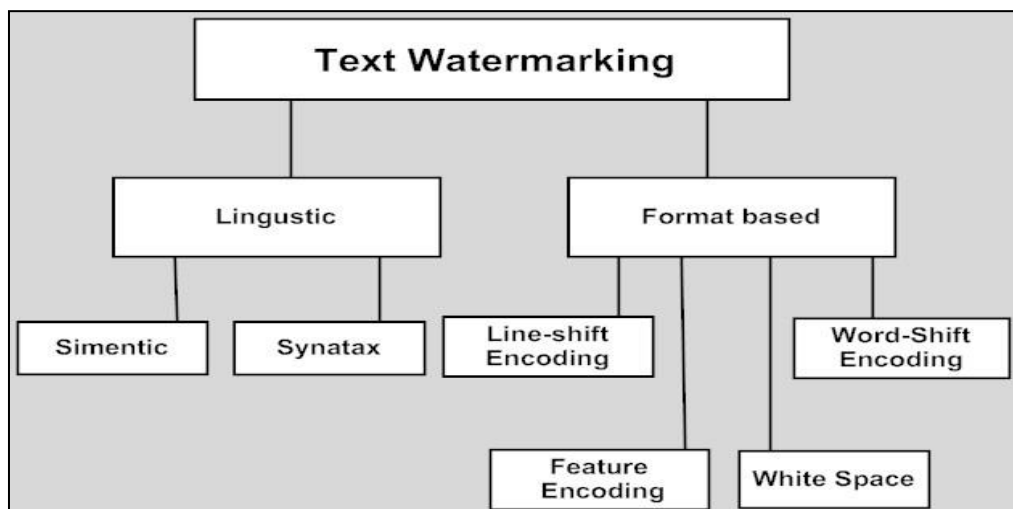 Text Watermarking
Lingustic
Format based
Simentic
Synatax
Line-shift
Encoding
Word-Shift
Encoding
Feature
Encoding
White Space